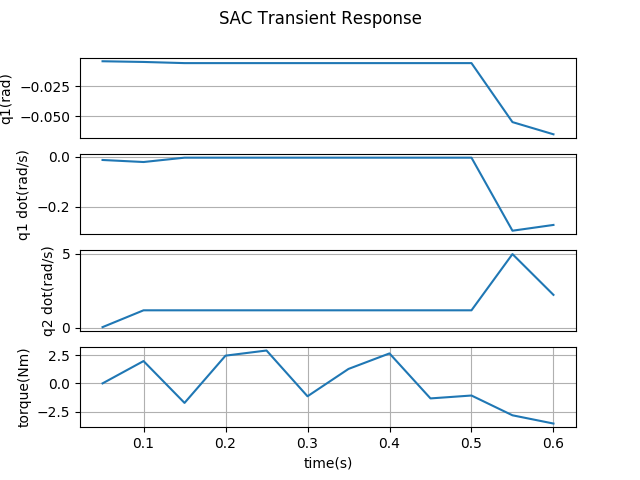 SAC Transient Response
q1(rad)
−0.025
−0.050
q1 dot(rad/s)
0.0
−0.2
q2 dot(rad/s)
5
0
torque(Nm)
2.5
0.0
−2.5
0.1 0.2 0.3 0.4 0.5 0.6
time(s)